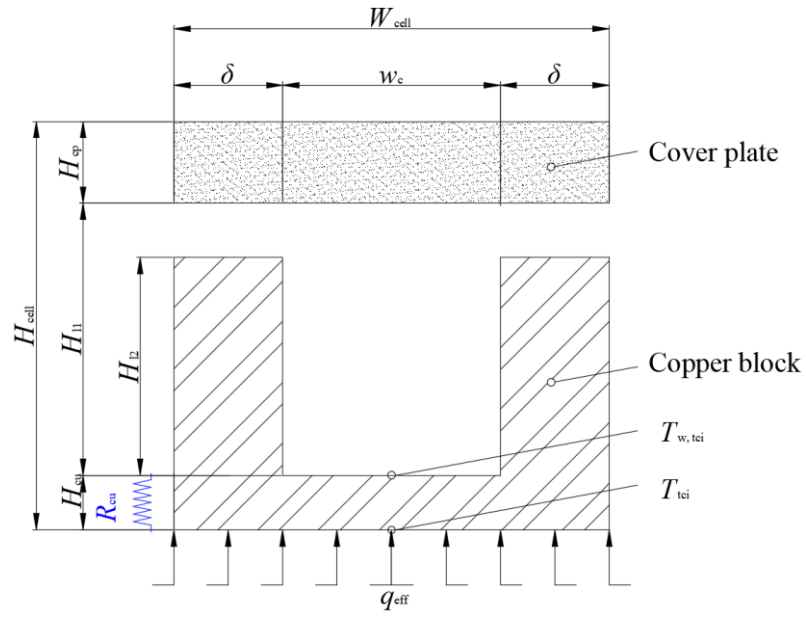 W_cell
δ w_c δ
H_cp
Cover plate
H_cell
H_l1
H_l2
Copper block
T_w,tci
H_cu
R_cu
T_tci
q_eff